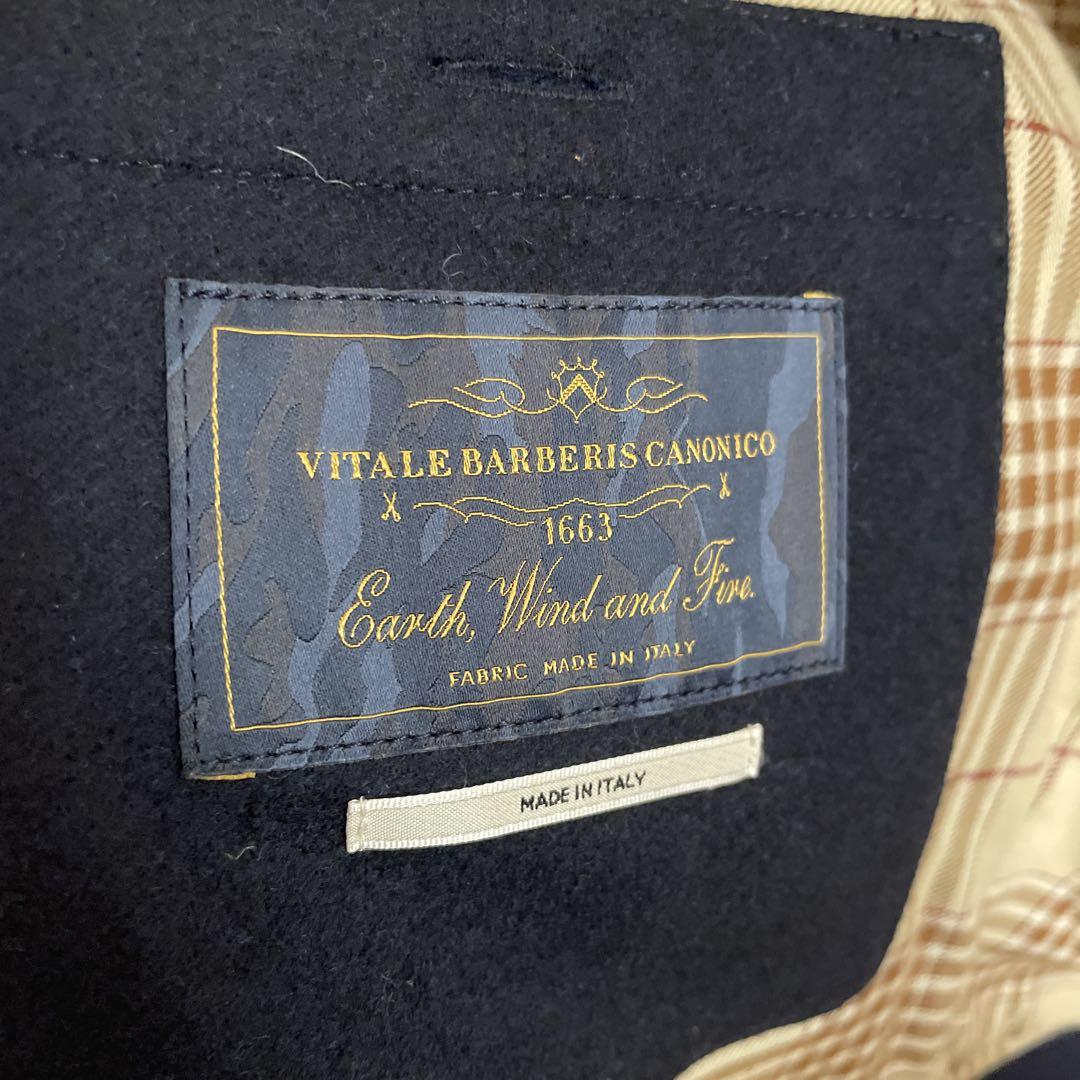 VITALE BARBERIS CANONICO
1663
Earth, Wind and Fire.
FABRIC MADE IN ITALY
MADE IN ITALY